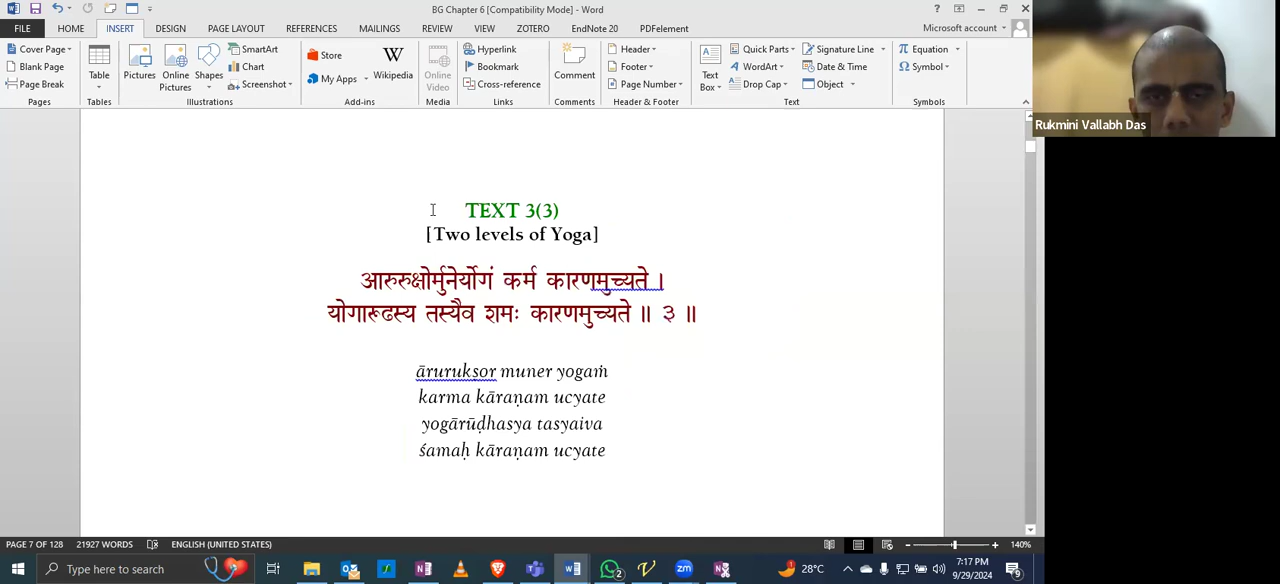 BG Chapter 6 [Compatibility Mode] - Word
FILE HOME INSERT DESIGN PAGE LAYOUT REFERENCES MAILINGS REVIEW VIEW ZOTERO EndNote 20 PDFelement Microsoft account
Cover Page
Blank Page
Page Break
Pages
Table
Tables
Pictures
Online Pictures
Shapes
SmartArt
Chart
Screenshot
Illustrations
Store
My Apps
Wikipedia
Add-ins
Online Video
Media
Hyperlink
Bookmark
Cross-reference
Links
Comment
Comments
Header
Footer
Page Number
Header & Footer
Text Box
Quick Parts
WordArt
Drop Cap
Signature Line
Date & Time
Object
Text
π Equation
Ω Symbol
Symbols
Rukmini Vallabh Das
TEXT 3(3)
[Two levels of Yoga]
आरुरुक्षोर्मुनेर्योगं कर्म कारणमुच्यते ।
योगारूढस्य तस्यैव शमः कारणमुच्यते ॥ ३ ॥
ārurukṣor muner yogaṁ
karma kāraṇam ucyate
yogārūḍhasya tasyaiva
śamaḥ kāraṇam ucyate
PAGE 7 OF 128 21927 WORDS ENGLISH (UNITED STATES) 140%
Type here to search
28°C
7:17 PM
9/29/2024